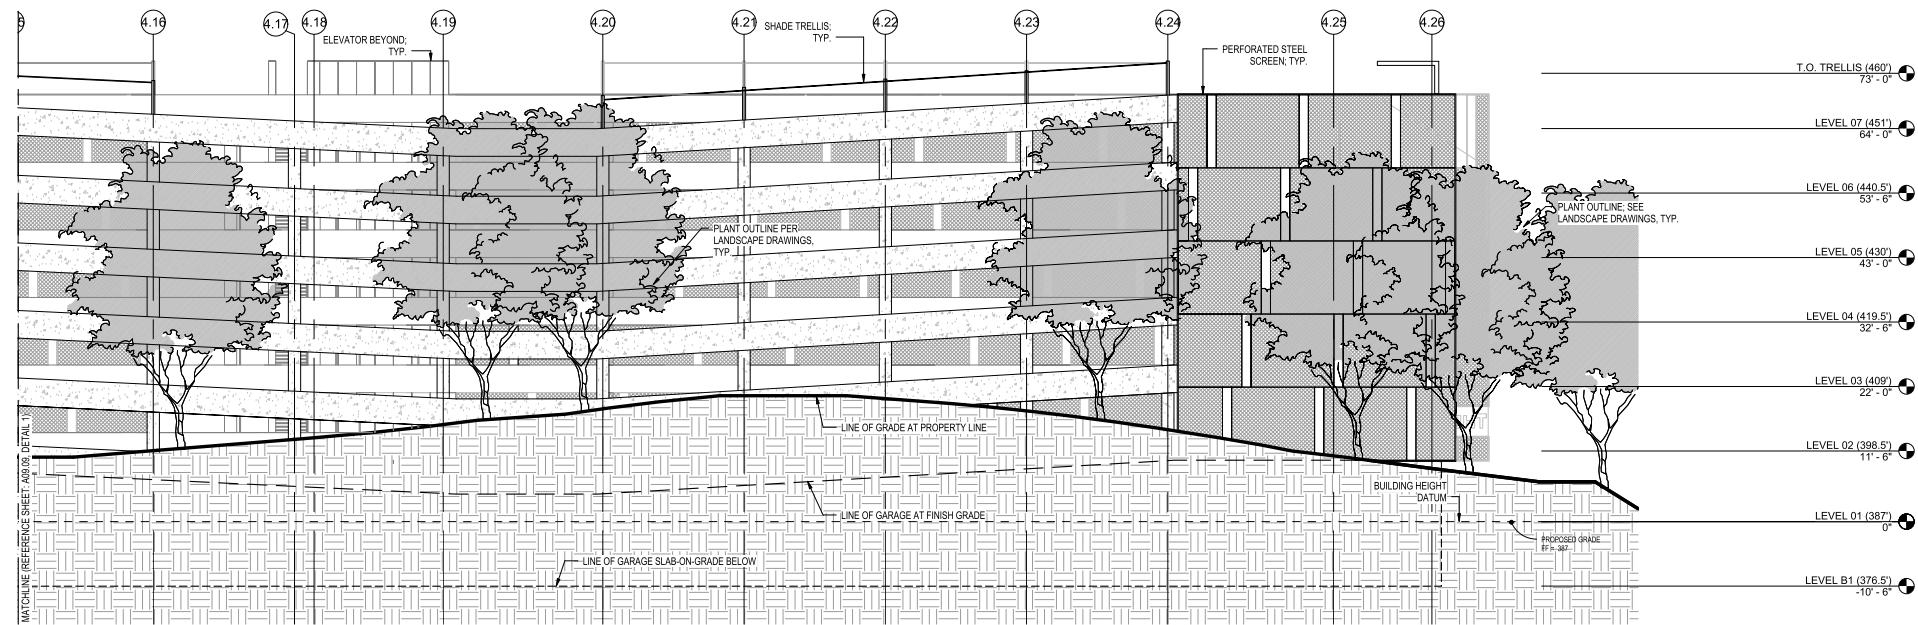 5
4.16
4.17
4.18
4.19
4.20
4.21
4.22
4.23
4.24
4.25
4.26
ELEVATOR BEYOND;
TYP.
SHADE TRELLIS;
TYP.
PERFORATED STEEL
SCREEN; TYP.
T.O. TRELLIS (460')
73' - 0"
LEVEL 07 (451')
64' - 0"
LEVEL 06 (440.5')
53' - 6"
PLANT OUTLINE; SEE
LANDSCAPE DRAWINGS, TYP.
PLANT OUTLINE PER
LANDSCAPE DRAWINGS,
TYP.
LEVEL 05 (430')
43' - 0"
LEVEL 04 (419.5')
32' - 6"
LEVEL 03 (409')
22' - 0"
LINE OF GRADE AT PROPERTY LINE
LEVEL 02 (398.5')
11' - 6"
BUILDING HEIGHT
DATUM
LINE OF GARAGE AT FINISH GRADE
LEVEL 01 (387')
0"
PROPOSED GRADE
FF = 387
LINE OF GARAGE SLAB-ON-GRADE BELOW
LEVEL B1 (376.5')
-10' - 6"
MATCHLINE (REFERENCE SHEET: A09.09, DETAIL 1)